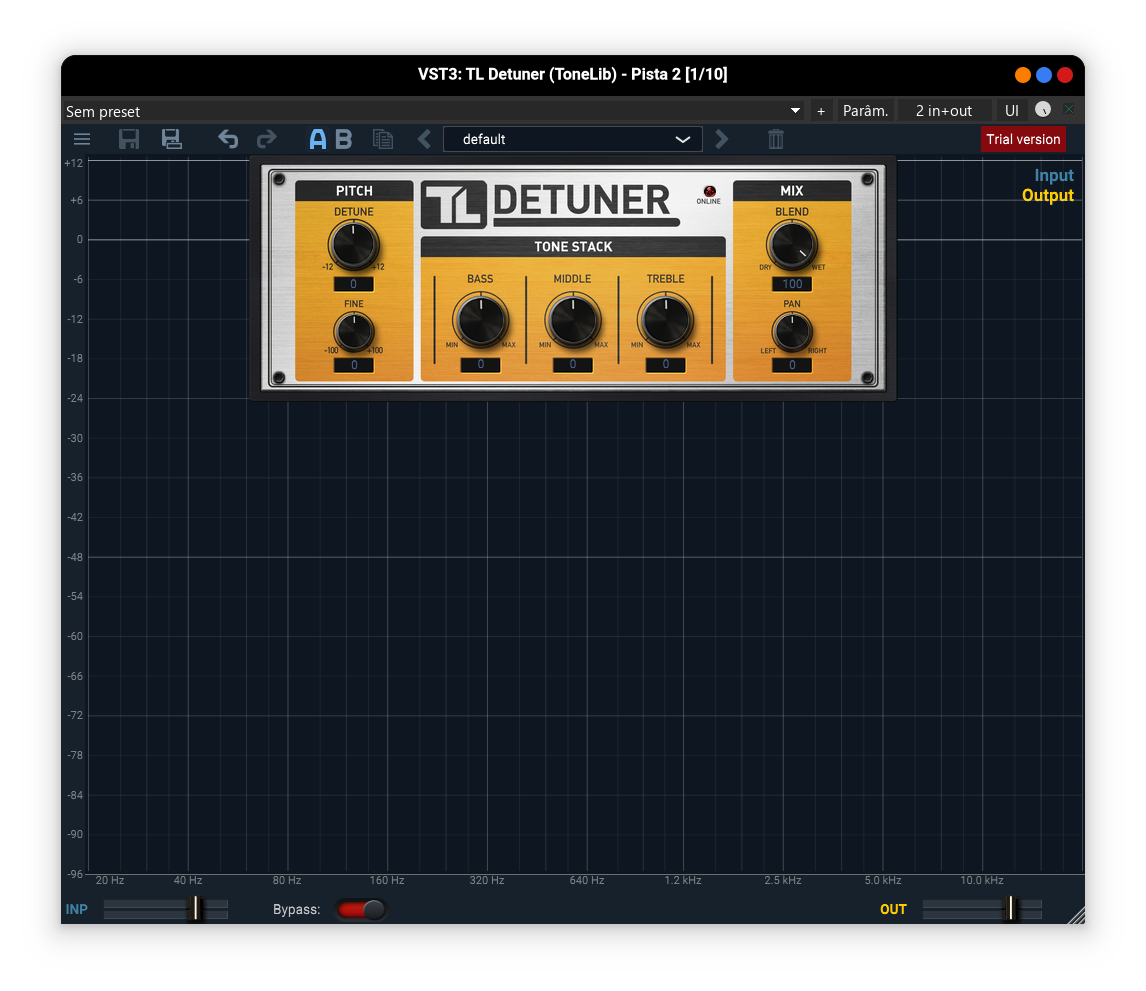 VST3: TL Detuner (ToneLib) - Pista 2 [1/10]
Sem preset + Parâm. 2 in+out UI
A B default Trial version
+12
+6
0
-6
-12
-18
-24
-30
-36
-42
-48
-54
-60
-66
-72
-78
-84
-90
-96
Input
Output
PITCH
DETUNE
-12 +12
0
FINE
-100 +100
0
TL DETUNER
ONLINE
TONE STACK
BASS MIDDLE TREBLE
MIN MAX MIN MAX MIN MAX
0 0 0
MIX
BLEND
DRY WET
100
PAN
LEFT RIGHT
0
20 Hz 40 Hz 80 Hz 160 Hz 320 Hz 640 Hz 1.2 kHz 2.5 kHz 5.0 kHz 10.0 kHz
INP Bypass: OUT